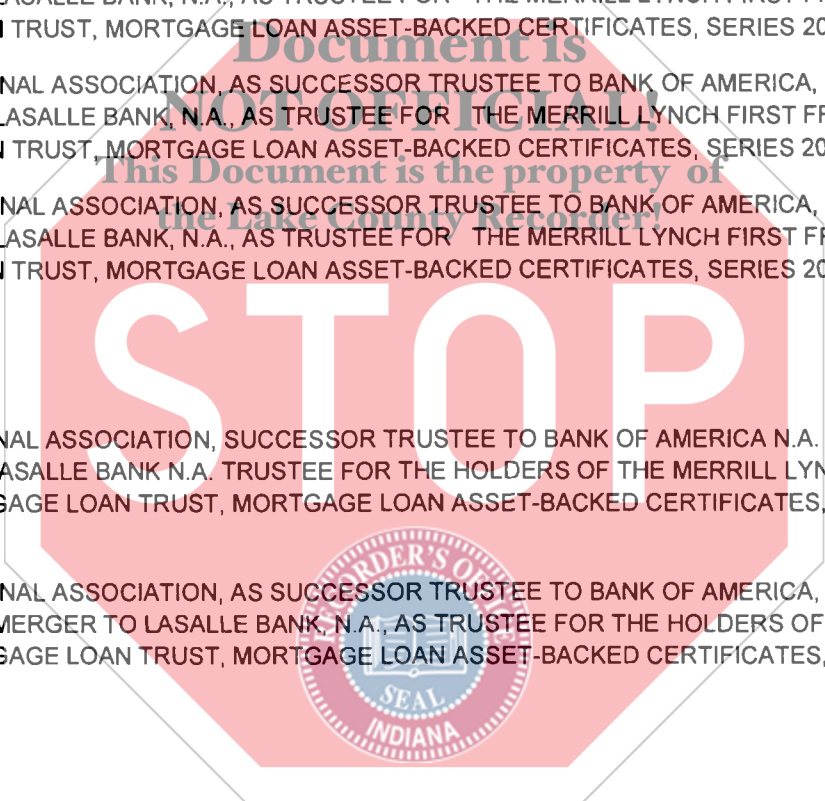 LASALLE BANK, N.A., AS TRUSTEE FOR THE MERRILL LYNCH FIRST
TRUST, MORTGAGE LOAN ASSET-BACKED CERTIFICATES, SERIES 20
Document is
NAL ASSOCIATION, AS SUCCESSOR TRUSTEE TO BANK OF AMERICA,
NOT OFFICIAL!
LASALLE BANK, N.A., AS TRUSTEE FOR THE MERRILL LYNCH FIRST FR
TRUST, MORTGAGE LOAN ASSET-BACKED CERTIFICATES, SERIES 20
This Document is the property of
NAL ASSOCIATION, AS SUCCESSOR TRUSTEE TO BANK OF AMERICA,
the Lake County Recorder!
LASALLE BANK, N.A., AS TRUSTEE FOR THE MERRILL LYNCH FIRST FR
TRUST, MORTGAGE LOAN ASSET-BACKED CERTIFICATES, SERIES 20
STOP
NAL ASSOCIATION, SUCCESSOR TRUSTEE TO BANK OF AMERICA N.A.
ASALLE BANK N.A. TRUSTEE FOR THE HOLDERS OF THE MERRILL LYN
GAGE LOAN TRUST, MORTGAGE LOAN ASSET-BACKED CERTIFICATES,
RECORDER'S OFFICE
NAL ASSOCIATION, AS SUCCESSOR TRUSTEE TO BANK OF AMERICA,
MERGER TO LASALLE BANK, N.A., AS TRUSTEE FOR THE HOLDERS OF
GAGE LOAN TRUST, MORTGAGE LOAN ASSET-BACKED CERTIFICATES,
SEAL
INDIANA